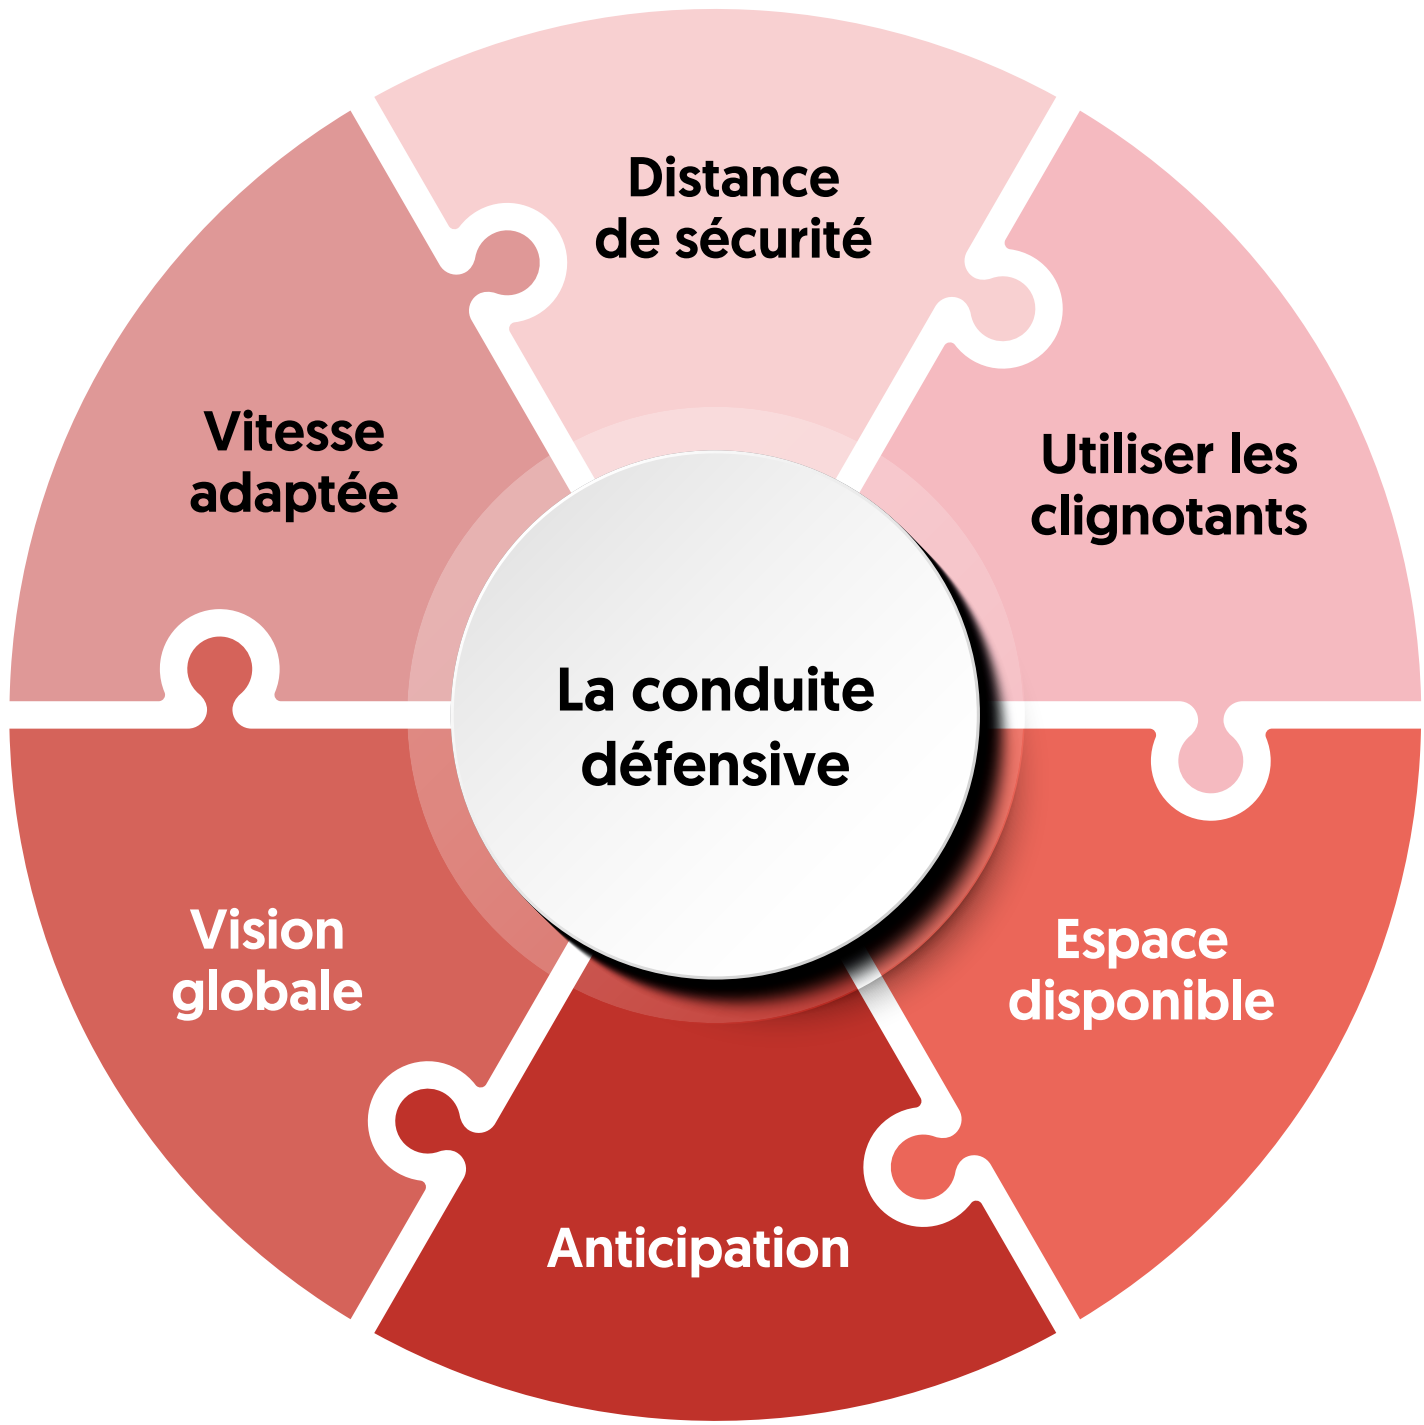 Distance
de sécurité
Vitesse
adaptée
Utiliser les
clignotants
La conduite
défensive
Vision
globale
Espace
disponible
Anticipation